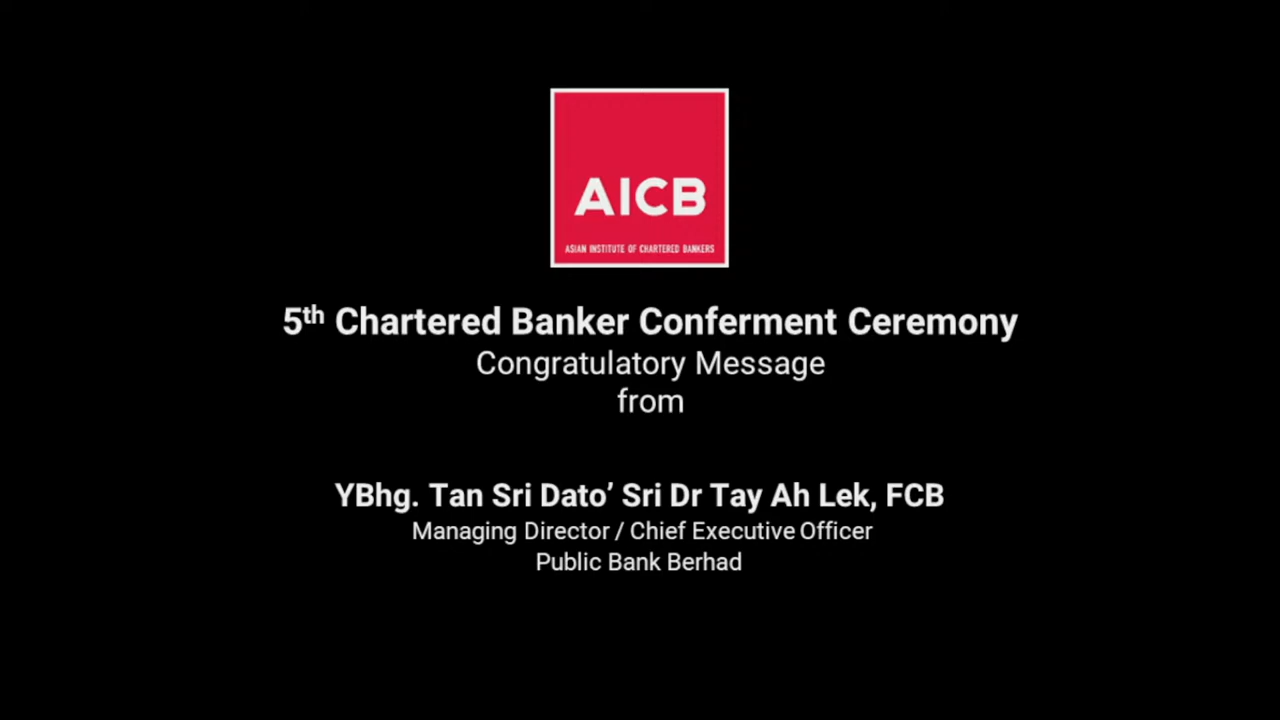 AICB
ASIAN INSTITUTE OF CHARTERED BANKERS
5th Chartered Banker Conferment Ceremony
Congratulatory Message
from
YBhg. Tan Sri Dato’ Sri Dr Tay Ah Lek, FCB
Managing Director / Chief Executive Officer
Public Bank Berhad